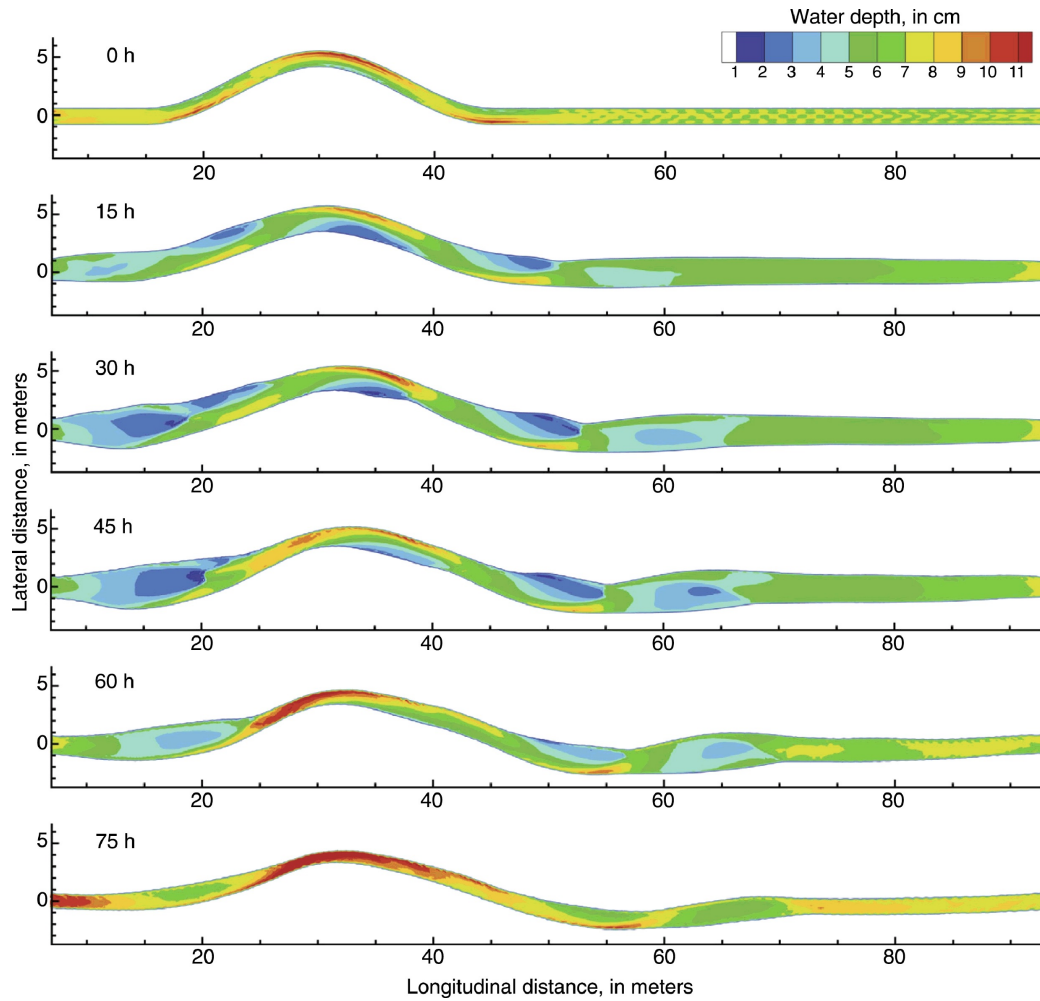 Water depth, in cm
1 2 3 4 5 6 7 9 10 11
0 h
5
0
20 40 60 80
15 h
5
0
20 40 60 80
30 h
5
0
20 40 60 80
45 h
5
0
20 40 60 80
60 h
5
0
20 40 60 80
75 h
5
0
20 40 60 80
Lateral distance, in meters
Longitudinal distance, in meters